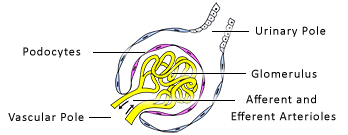 Urinary Pole
Podocytes
Glomerulus
Afferent and
Efferent Arterioles
Vascular Pole